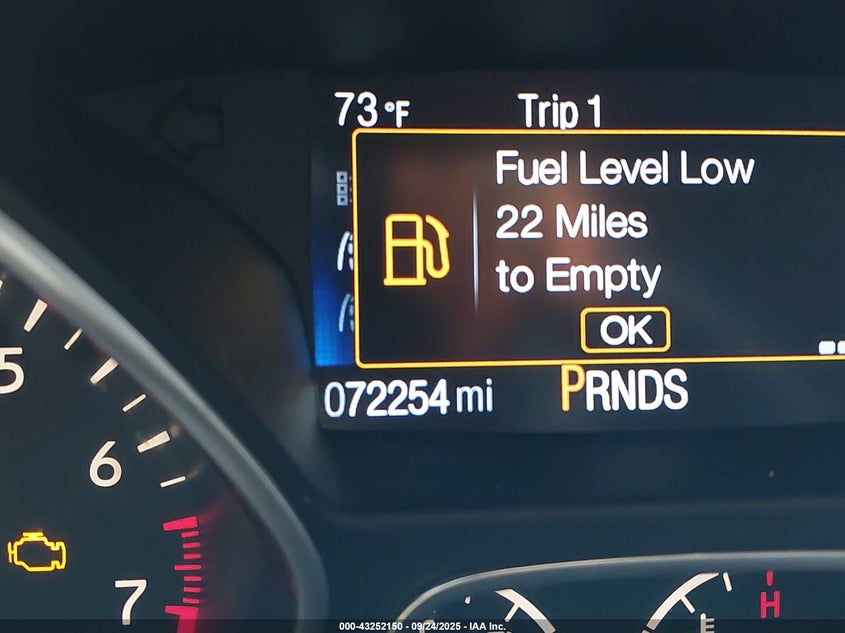 73°F Trip 1
Fuel Level Low
22 Miles
to Empty
OK
072254 mi PRNDS
5
6
7
H
E
000-43252150 - 09/24/2025 - IAA Inc.